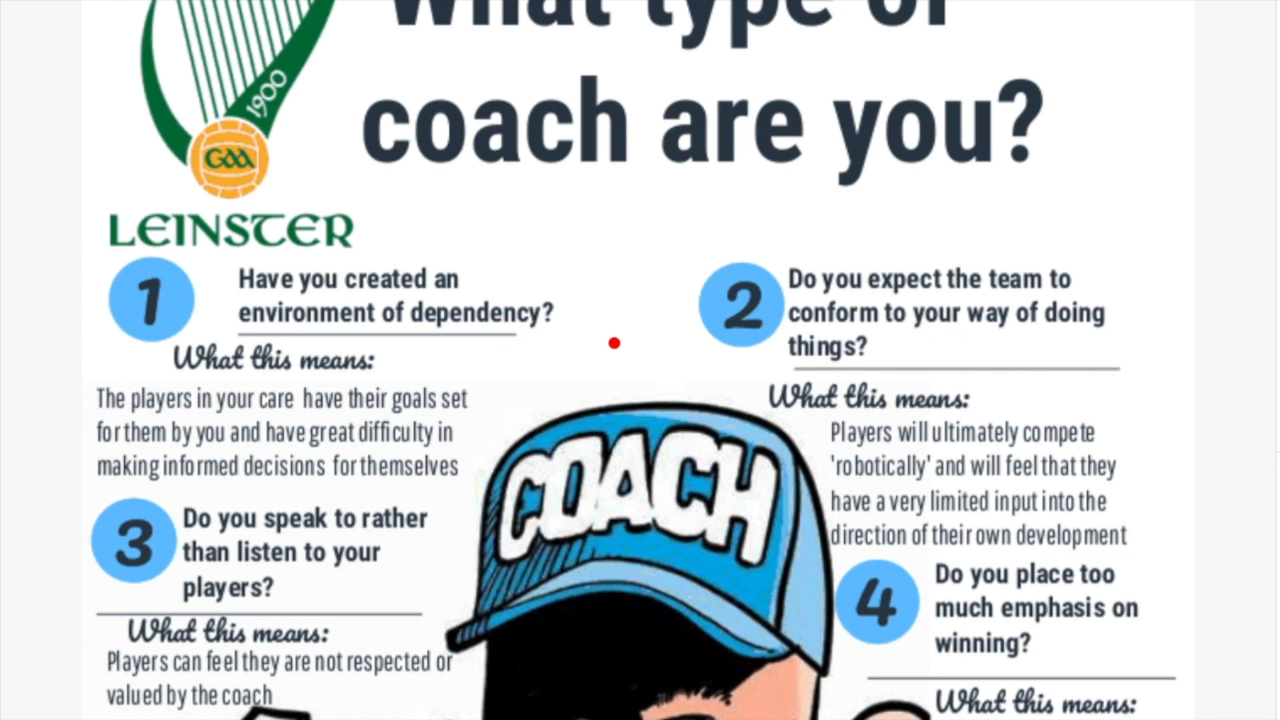 What type of
coach are you?
1900
GAA
LEINSTER
1
Have you created an
environment of dependency?
What this means:
The players in your care have their goals set
for them by you and have great difficulty in
making informed decisions for themselves
2
Do you expect the team to
conform to your way of doing
things?
What this means:
Players will ultimately compete
'robotically' and will feel that they
have a very limited input into the
direction of their own development
COACH
3
Do you speak to rather
than listen to your
players?
What this means:
Players can feel they are not respected or
valued by the coach
4
Do you place too
much emphasis on
winning?
What this means: